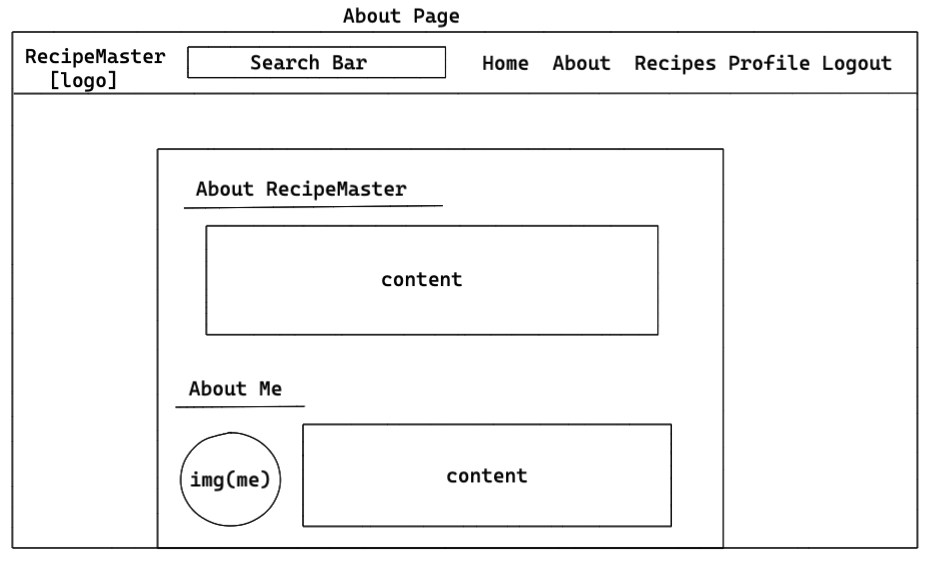 About Page
RecipeMaster
[logo]
Search Bar
Home About Recipes Profile Logout
About RecipeMaster
content
About Me
img(me)
content